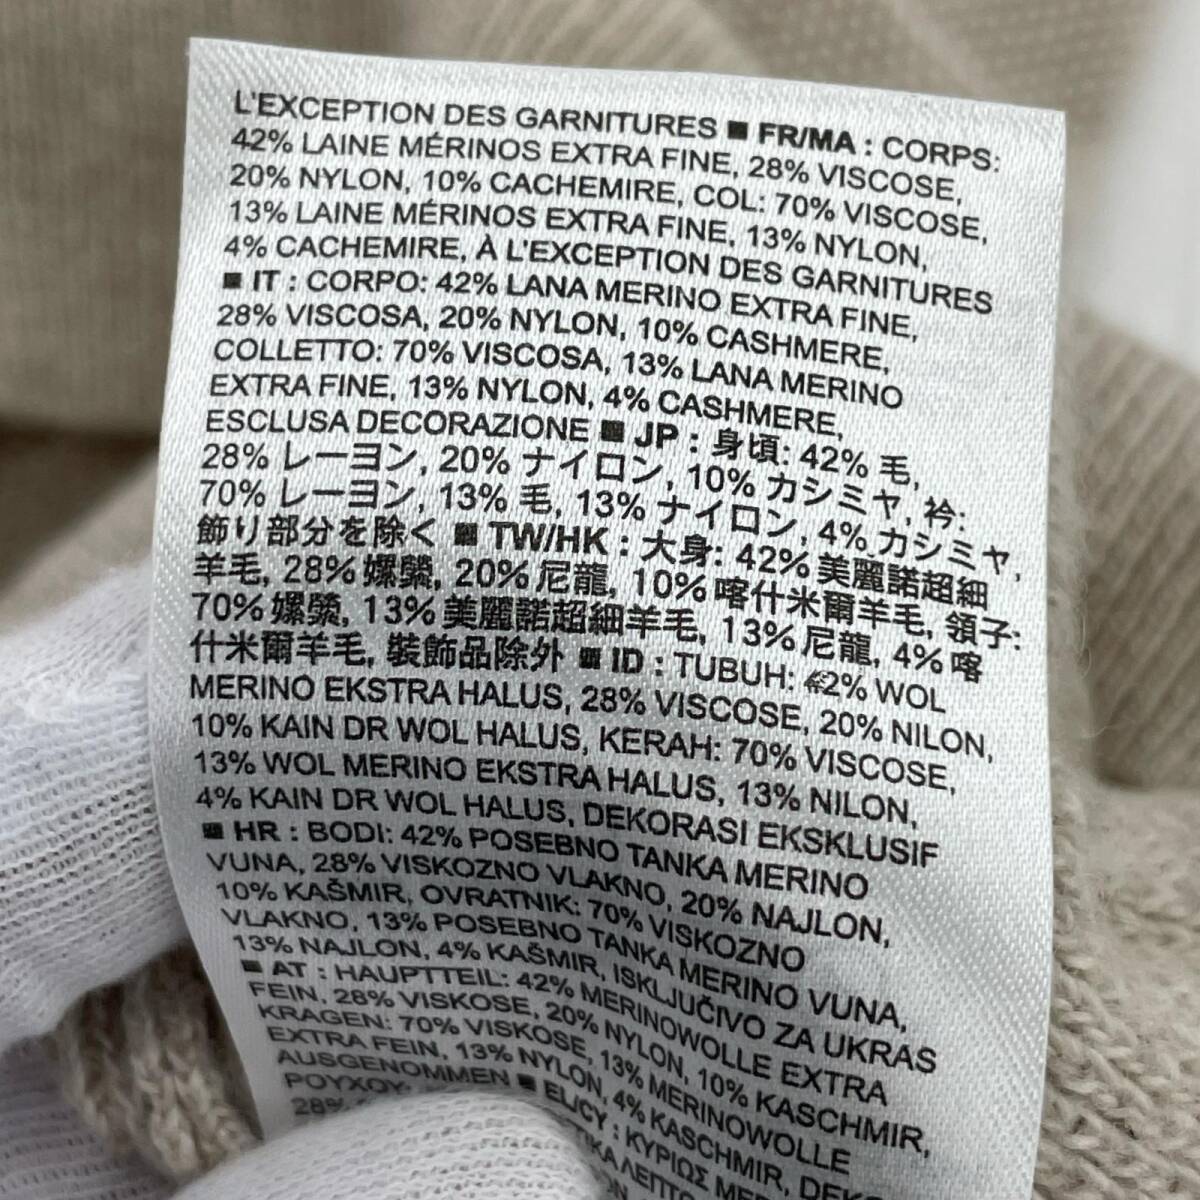 L'EXCEPTION DES GARNITURES ■ FR/MA : CORPS:
42% LAINE MÉRINOS EXTRA FINE, 28% VISCOSE,
20% NYLON, 10% CACHEMIRE, COL: 70% VISCOSE,
13% LAINE MÉRINOS EXTRA FINE, 13% NYLON,
4% CACHEMIRE, À L'EXCEPTION DES GARNITURES
■ IT : CORPO: 42% LANA MERINO EXTRA FINE,
28% VISCOSA, 20% NYLON, 10% CASHMERE,
COLLETTO: 70% VISCOSA, 13% LANA MERINO
EXTRA FINE, 13% NYLON, 4% CASHMERE,
ESCLUSA DECORAZIONE ■ JP : 身頃: 42% 毛,
28% レーヨン, 20% ナイロン, 10% カシミヤ, 衿:
70% レーヨン, 13% 毛, 13% ナイロン, 4% カシミヤ,
飾り部分を除く ■ TW/HK : 大身: 42% 美麗諾超細
羊毛, 28% 嫘縈, 20% 尼龍, 10% 喀什米爾羊毛, 領子:
70% 嫘縈, 13% 美麗諾超細羊毛, 13% 尼龍, 4% 喀
什米爾羊毛, 裝飾品除外 ■ ID : TUBUH: 42% WOL
MERINO EKSTRA HALUS, 28% VISCOSE, 20% NILON,
10% KAIN DR WOL HALUS, KERAH: 70% VISCOSE,
13% WOL MERINO EKSTRA HALUS, 13% NILON,
4% KAIN DR WOL HALUS, DEKORASI EKSKLUSIF
■ HR : BODI: 42% POSEBNO TANKA MERINO
VUNA, 28% VISKOZNO VLAKNO, 20% NAJLON,
10% KAŠMIR, OVRATNIK: 70% VISKOZNO
VLAKNO, 13% POSEBNO TANKA MERINO VUNA,
13% NAJLON, 4% KAŠMIR, ISKLJUČIVO ZA UKRAS
■ AT : HAUPTTEIL: 42% MERINOWOLLE EXTRA
FEIN, 28% VISKOSE, 20% NYLON, 10% KASCHMIR,
KRAGEN: 70% VISKOSE, 13% MERINOWOLLE
EXTRA FEIN, 13% NYLON, 4% KASCHMIR,
AUSGENOMMEN ■ EL/CY : ΚΥΡΙΩΣ
ΡΟΥΧΟΥ:
28%